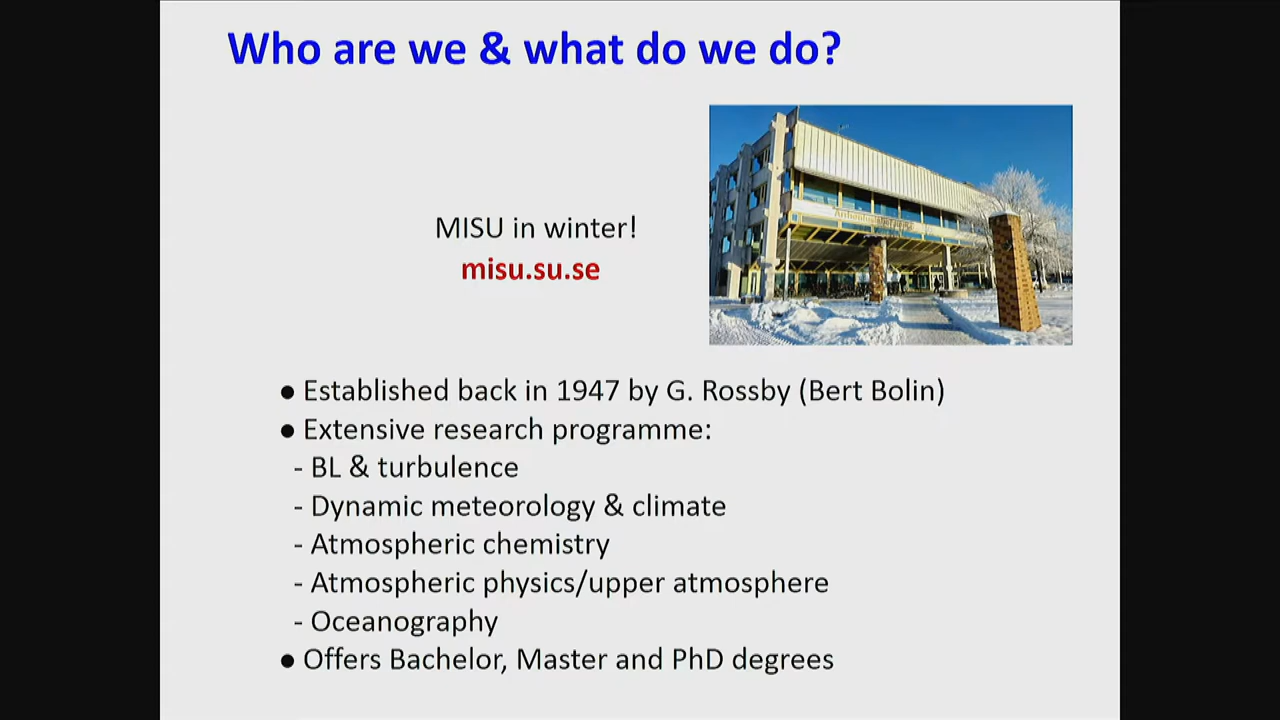 Who are we & what do we do?
MISU in winter!
misu.su.se
● Established back in 1947 by G. Rossby (Bert Bolin)
● Extensive research programme:
- BL & turbulence
- Dynamic meteorology & climate
- Atmospheric chemistry
- Atmospheric physics/upper atmosphere
- Oceanography
● Offers Bachelor, Master and PhD degrees